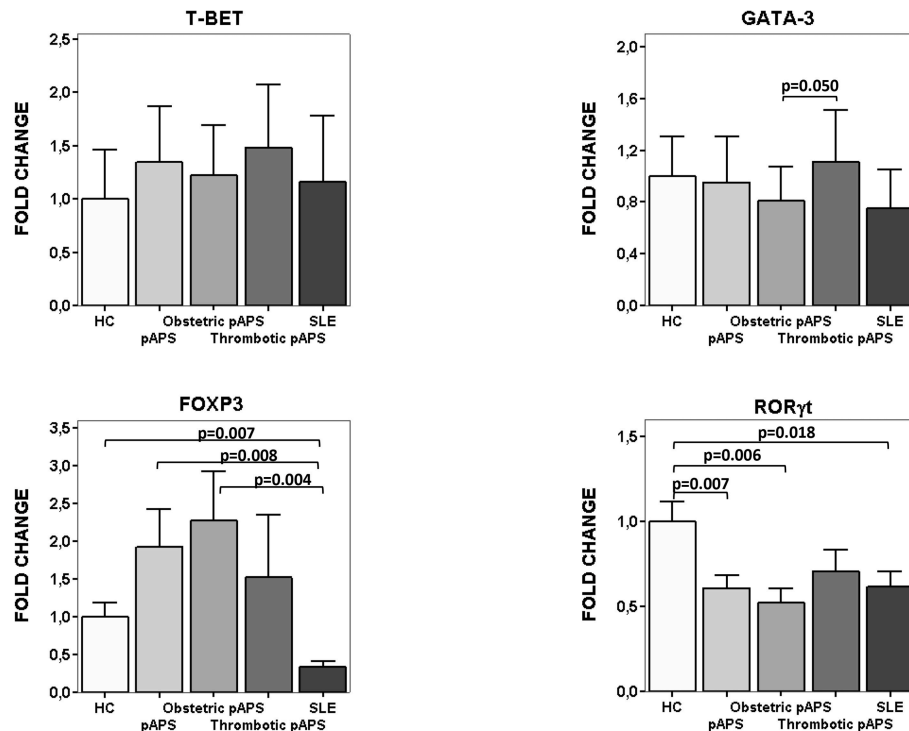 T-BET
FOLD CHANGE
2,5
2,0
1,5
1,0
0,5
0,0
HC
Obstetric pAPS
SLE
pAPS
Thrombotic pAPS
GATA-3
FOLD CHANGE
2,0
1,6
1,2
0,8
0,4
0,0
p=0.050
HC
Obstetric pAPS
SLE
pAPS
Thrombotic pAPS
FOXP3
FOLD CHANGE
3,5
3,0
2,5
2,0
1,5
1,0
0,5
0,0
p=0.007
p=0.008
p=0.004
HC
Obstetric pAPS
SLE
pAPS
Thrombotic pAPS
RORγt
FOLD CHANGE
1,5
1,0
0,5
0,0
p=0.018
p=0.006
p=0.007
HC
Obstetric pAPS
SLE
pAPS
Thrombotic pAPS